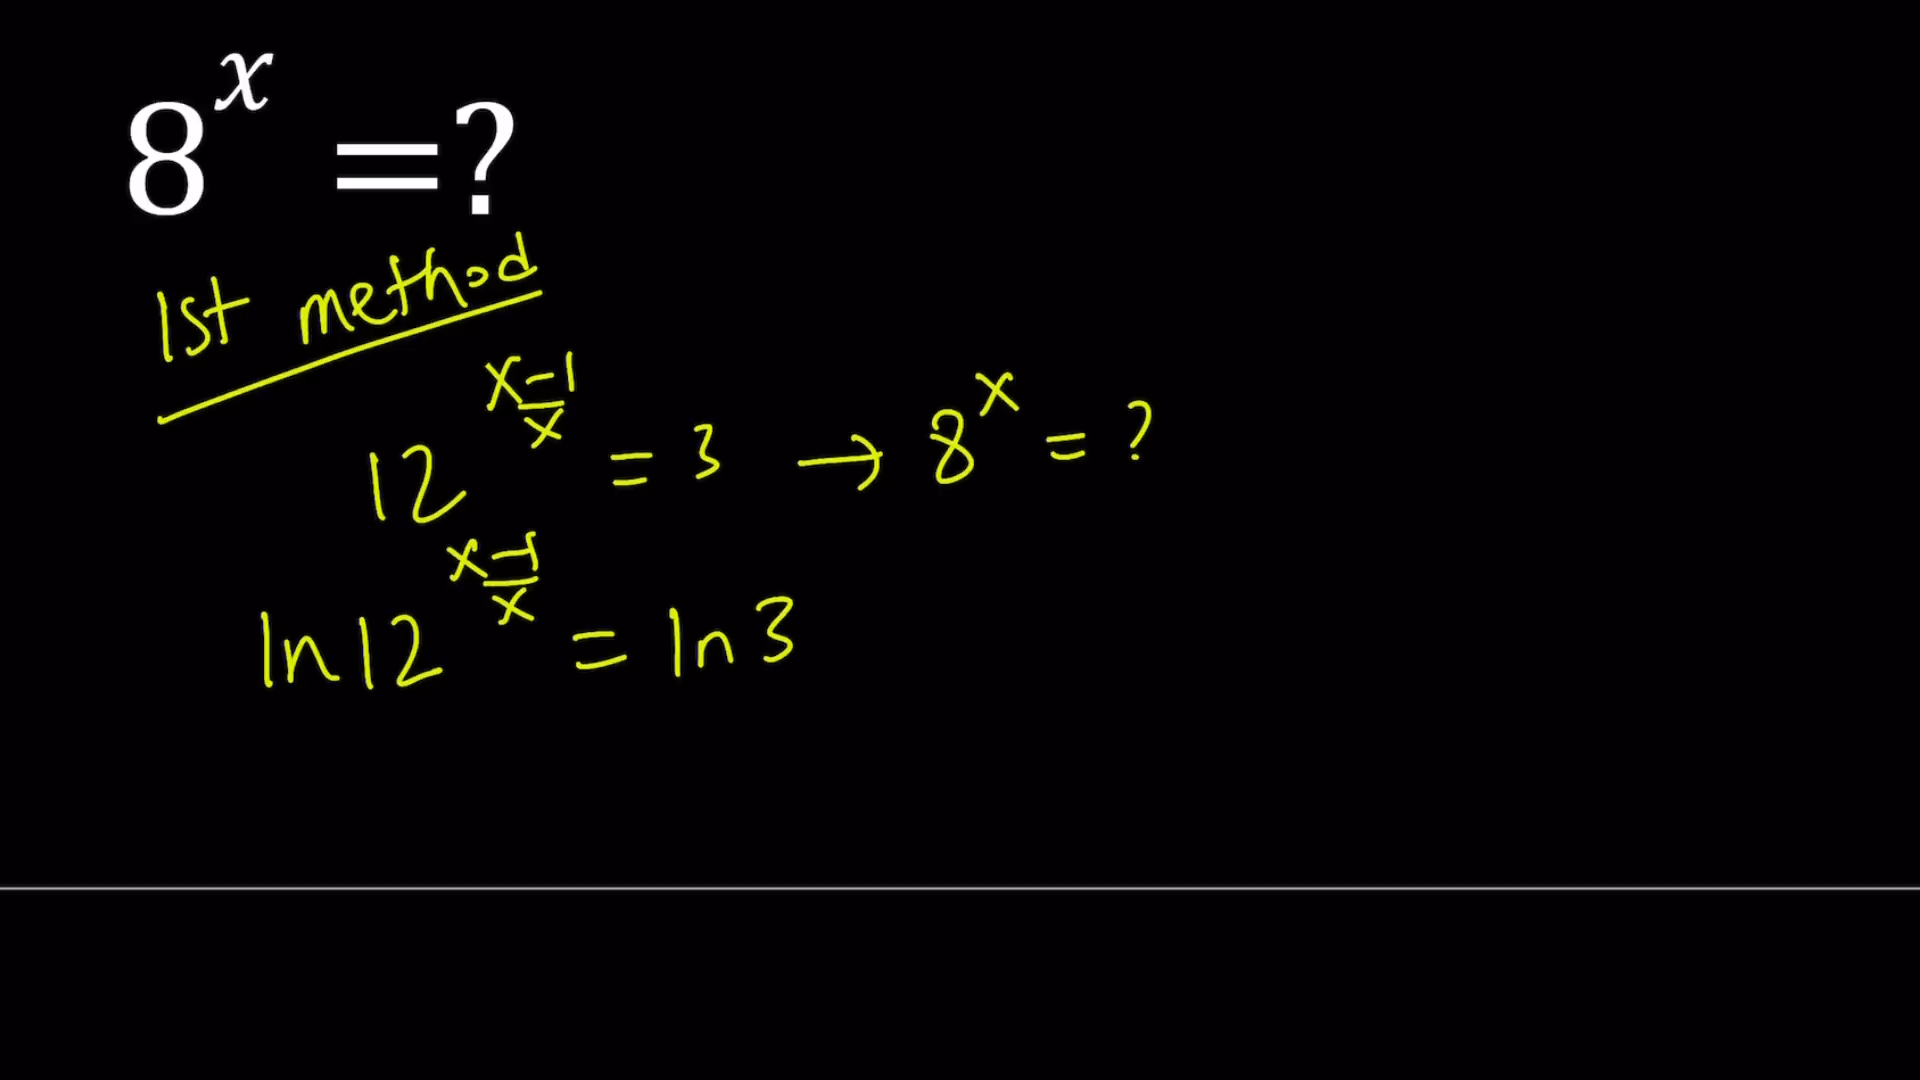 8^x =?
1st method
12^((x-1)/x) = 3 → 8^x = ?
ln 12^((x-1)/x) = ln 3